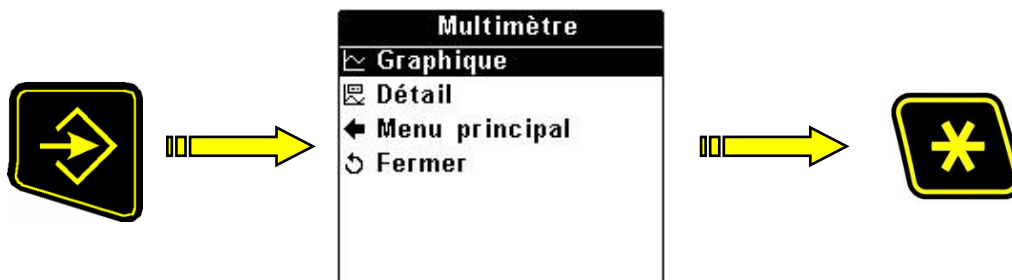 Multimètre
Graphique
Détail
Menu principal
Fermer